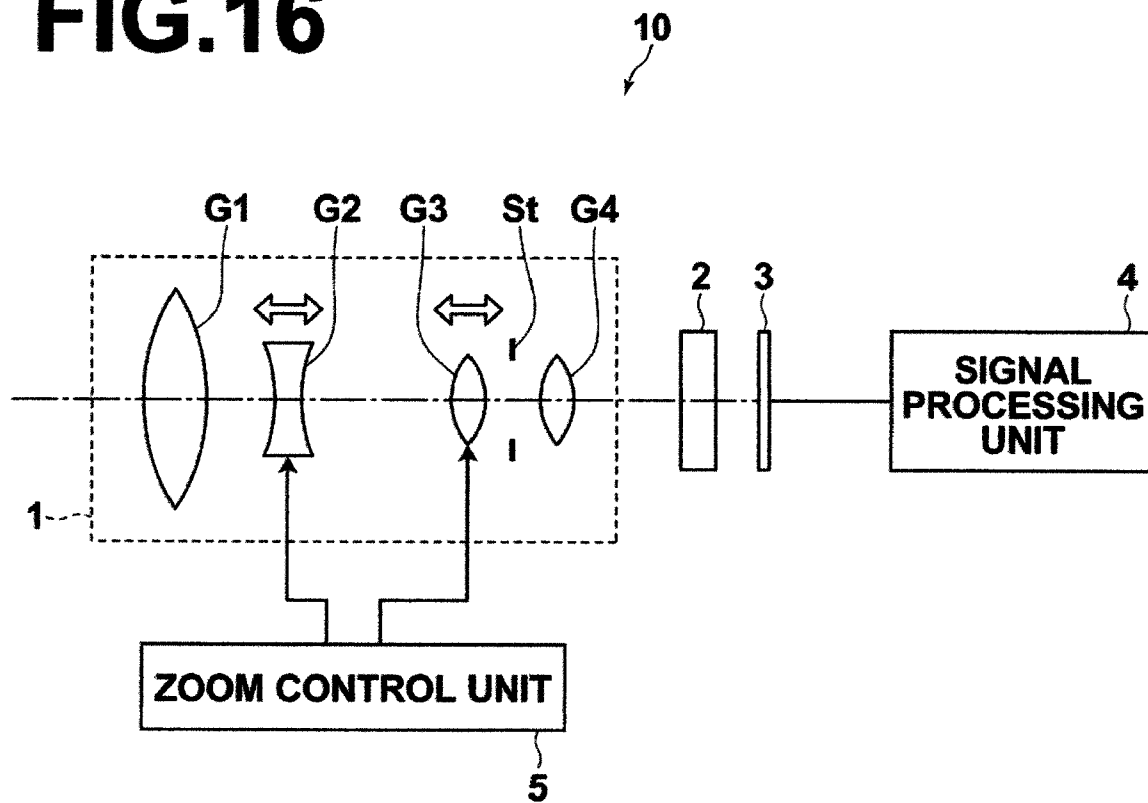 FIG.16
10
G1 G2 G3 St G4
2 3 4
SIGNAL
PROCESSING
UNIT
1
ZOOM CONTROL UNIT
5